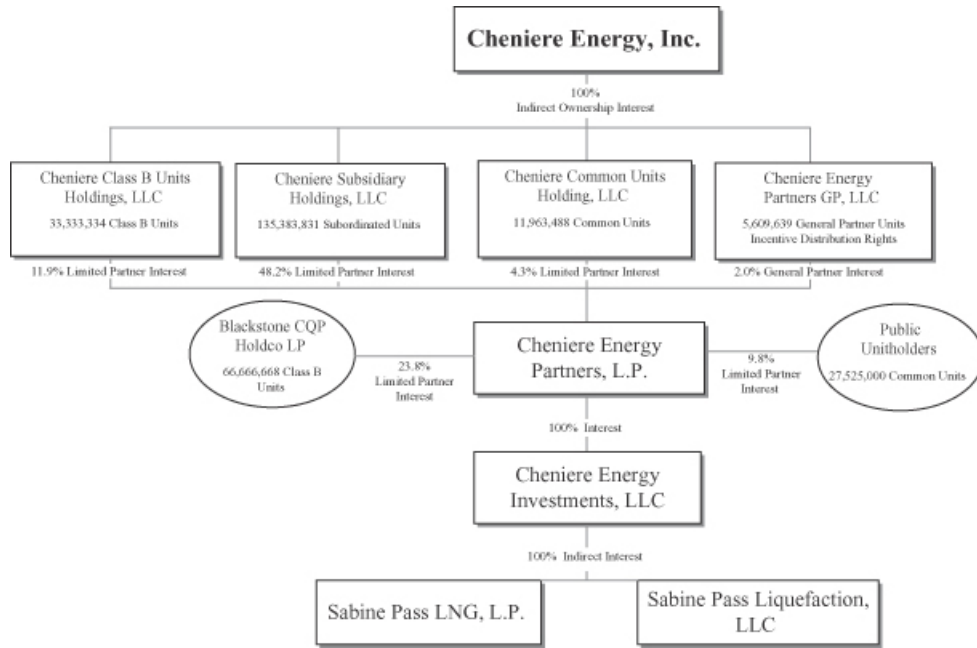 Cheniere Energy, Inc.
100%
Indirect Ownership Interest
Cheniere Class B Units
Holdings, LLC
33,333,334 Class B Units
Cheniere Subsidiary
Holdings, LLC
135,383,831 Subordinated Units
Cheniere Common Units
Holding, LLC
11,963,488 Common Units
Cheniere Energy
Partners GP, LLC
5,609,639 General Partner Units
Incentive Distribution Rights
11.9% Limited Partner Interest
48.2% Limited Partner Interest
4.3% Limited Partner Interest
2.0% General Partner Interest
Blackstone CQP
Holdco LP
66,666,668 Class B
Units
23.8%
Limited Partner
Interest
Cheniere Energy
Partners, L.P.
9.8%
Limited Partner
Interest
Public
Unitholders
27,525,000 Common Units
100% Interest
Cheniere Energy
Investments, LLC
100% Indirect Interest
Sabine Pass LNG, L.P.
Sabine Pass Liquefaction,
LLC